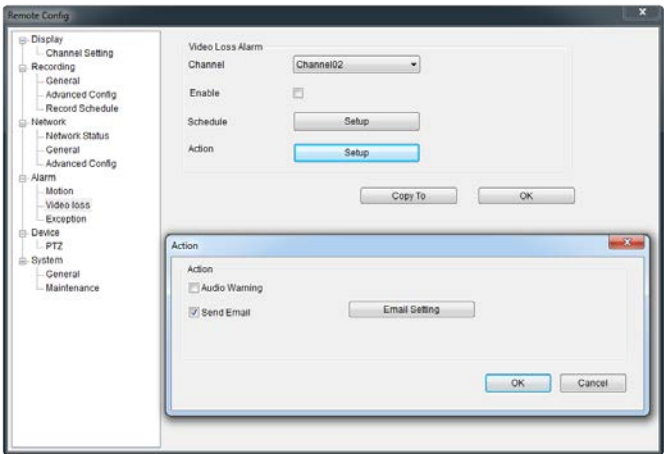 Remote Config
Display
Channel Setting
Recording
General
Advanced Config
Record Schedule
Network
Network Status
General
Advanced Config
Alarm
Motion
Video loss
Exception
Device
PTZ
System
General
Maintenance
Video Loss Alarm
Channel Channel02
Enable
Schedule Setup
Action Setup
Copy To OK
Action
Action
Audio Warning
Send Email Email Setting
OK Cancel